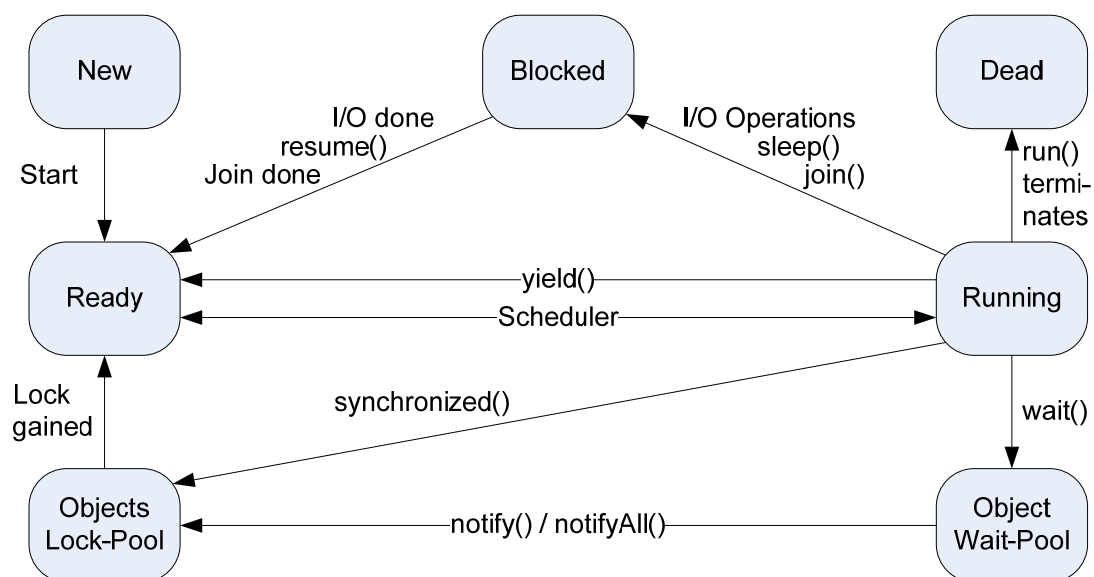 New
Blocked
Dead
I/O done
resume()
Join done
I/O Operations
sleep()
join()
run()
termi-
nates
Start
Ready
yield()
Scheduler
Running
Lock
gained
synchronized()
wait()
Objects
Lock-Pool
notify() / notifyAll()
Object
Wait-Pool